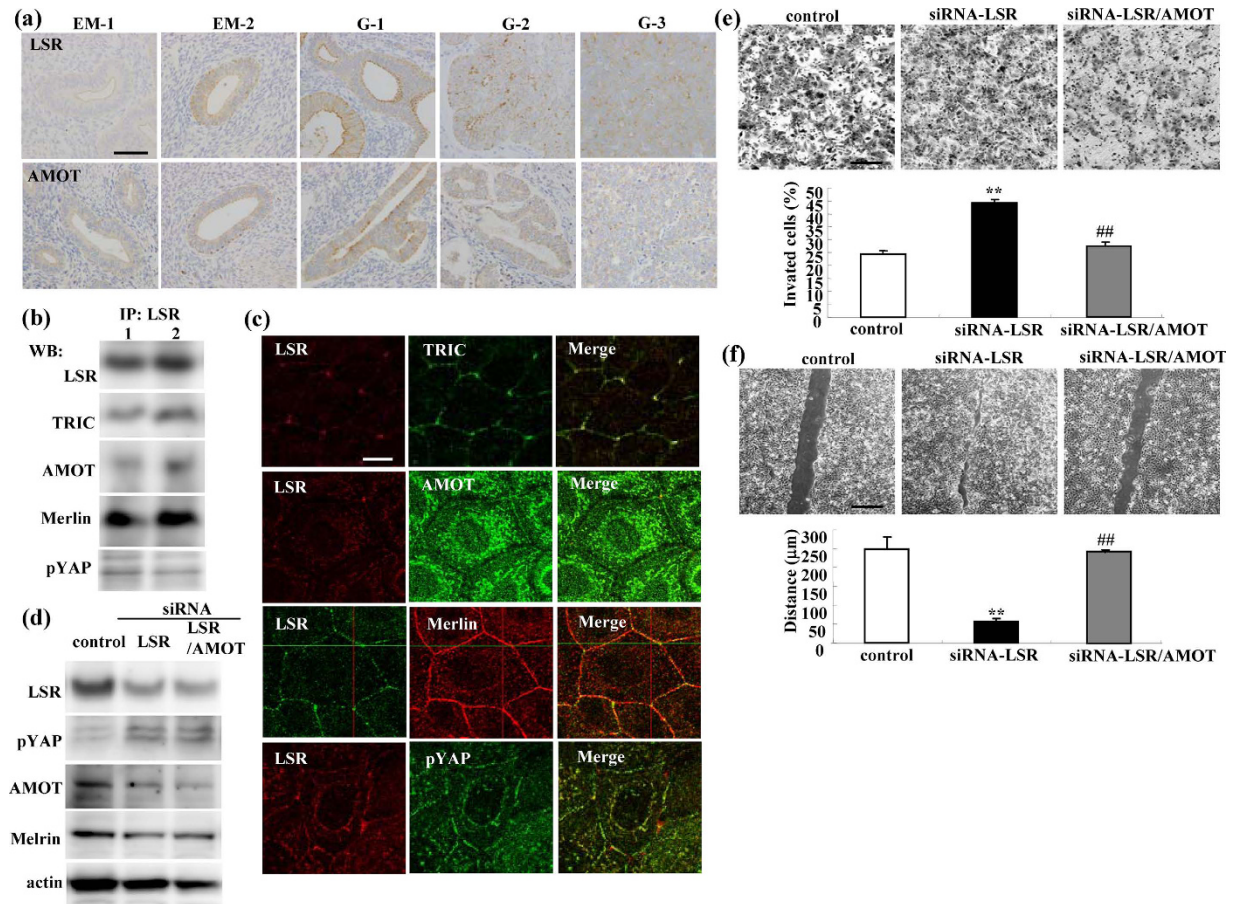 (a)
EM-1 EM-2 G-1 G-2 G-3
LSR
AMOT
(b)
IP: LSR
1 2
WB:
LSR
TRIC
AMOT
Merlin
pYAP
(c)
LSR TRIC Merge
LSR AMOT Merge
LSR Merlin Merge
LSR pYAP Merge
(d)
siRNA
control LSR LSR
/AMOT
LSR
pYAP
AMOT
Melrin
actin
(e)
control siRNA-LSR siRNA-LSR/AMOT
Invated cells (%)
50
45
35
30
25
20
15
10
5
0
**
##
control siRNA-LSR siRNA-LSR/AMOT
(f)
control siRNA-LSR siRNA-LSR/AMOT
Distance (μm)
300
250
200
150
100
50
0
**
##
control siRNA-LSR siRNA-LSR/AMOT